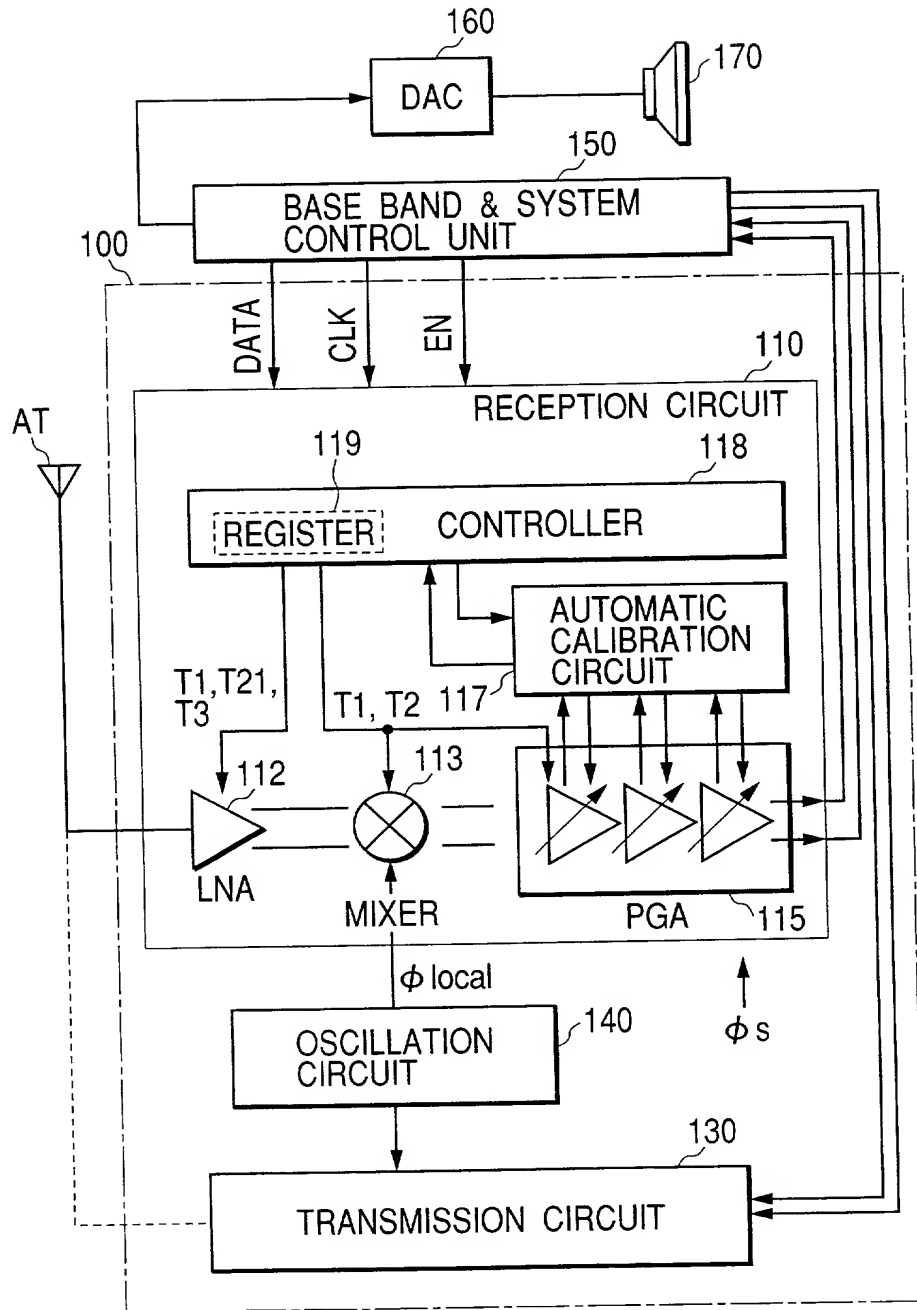 160
DAC
170
150
BASE BAND & SYSTEM
CONTROL UNIT
100
DATA
CLK
EN
110
RECEPTION CIRCUIT
AT
119
118
REGISTER
CONTROLLER
AUTOMATIC
CALIBRATION
CIRCUIT
117
T1,T21,
T3
T1, T2
112
113
LNA
MIXER
PGA
115
ϕ local
ϕ s
OSCILLATION
CIRCUIT
140
130
TRANSMISSION CIRCUIT